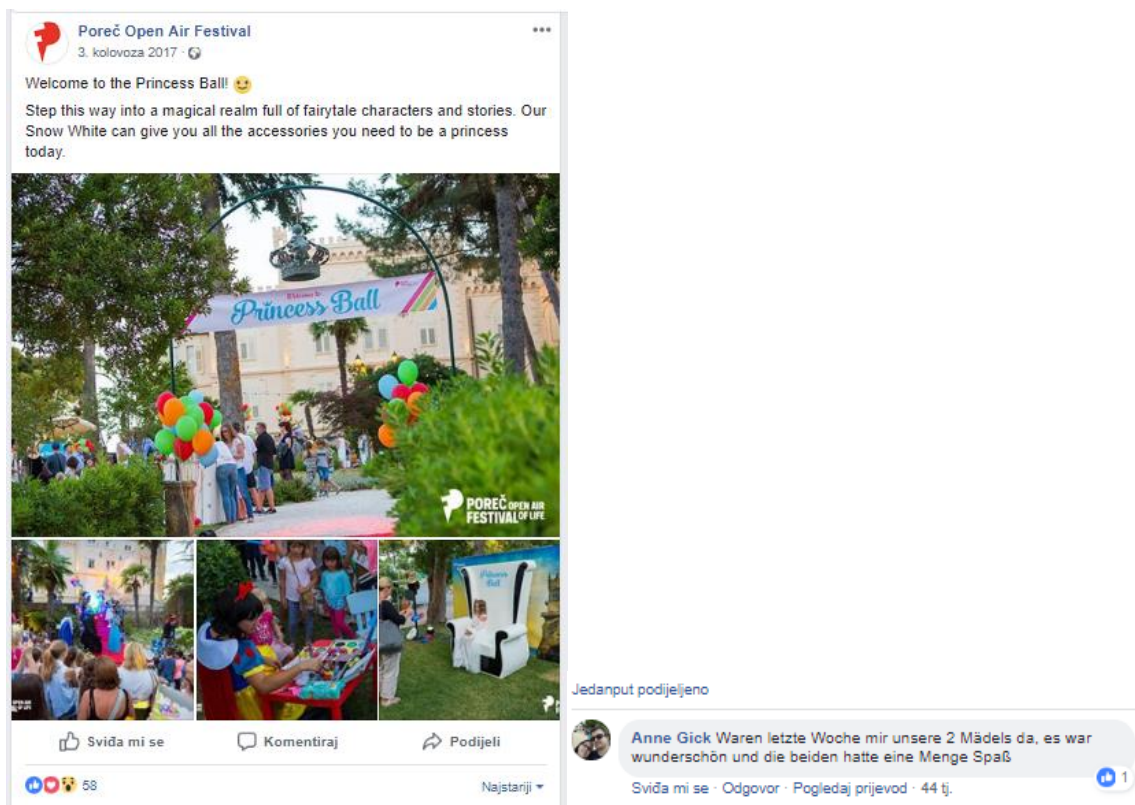 Poreč Open Air Festival
3. kolovoza 2017 ·
Welcome to the Princess Ball!
Step this way into a magical realm full of fairytale characters and stories. Our
Snow White can give you all the accessories you need to be a princess
today.
Welcome to
Princess Ball
POREČ OPEN AIR
FESTIVAL OF LIFE
Princess
Ball
Sviđa mi se
Komentiraj
Podijeli
58
Najstariji
Jedanput podijeljeno
Anne Gick Waren letzte Woche mir unsere 2 Mädels da, es war
wunderschön und die beiden hatte eine Menge Spaß
1
Sviđa mi se · Odgovor · Pogledaj prijevod · 44 tj.